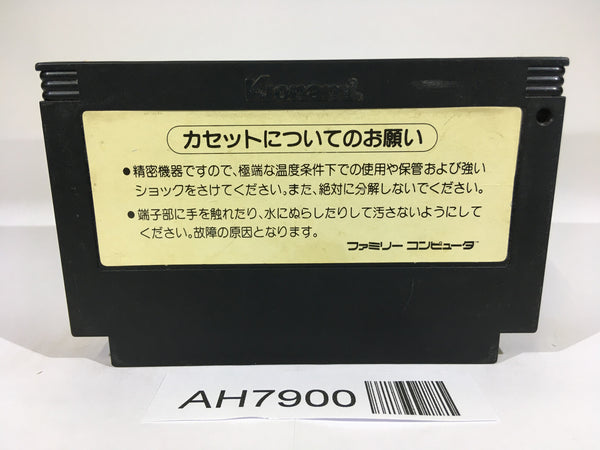 Konami
カセットについてのお願い
●精密機器ですので、極端な温度条件下での使用や保管および強い
ショックをさけてください。また、絶対に分解しないでください。
●端子部に手を触れたり、水にぬらしたりして汚さないようにして
ください。故障の原因となります。
ファミリー コンピュータ™
AH7900